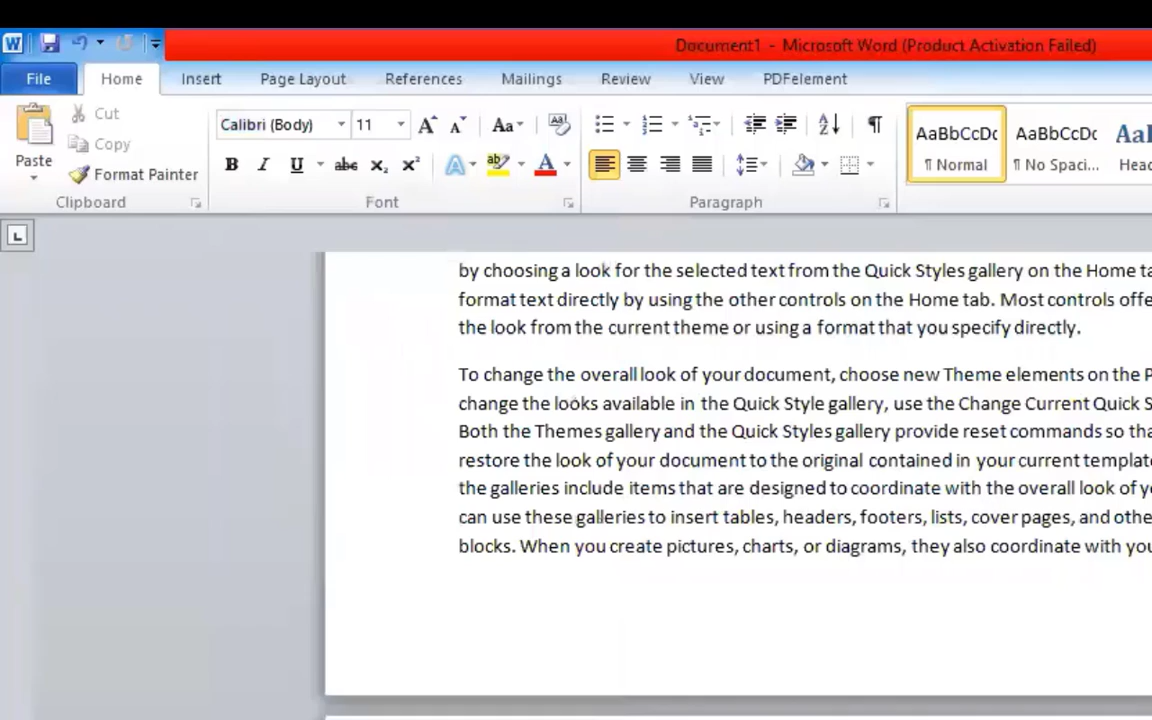 W
Document1 - Microsoft Word (Product Activation Failed)
File Home Insert Page Layout References Mailings Review View PDFelement
Paste
Cut
Copy
Format Painter
Clipboard
Calibri (Body) 11 A A Aa
B I U abc x₂ x² A ab A
Font
A Z ¶
Paragraph
AaBbCcDc AaBbCcDc AaI
¶ Normal ¶ No Spaci... Head
L
by choosing a look for the selected text from the Quick Styles gallery on the Home ta
format text directly by using the other controls on the Home tab. Most controls offe
the look from the current theme or using a format that you specify directly.
To change the overall look of your document, choose new Theme elements on the P
change the looks available in the Quick Style gallery, use the Change Current Quick S
Both the Themes gallery and the Quick Styles gallery provide reset commands so tha
restore the look of your document to the original contained in your current template
the galleries include items that are designed to coordinate with the overall look of yo
can use these galleries to insert tables, headers, footers, lists, cover pages, and othe
blocks. When you create pictures, charts, or diagrams, they also coordinate with you